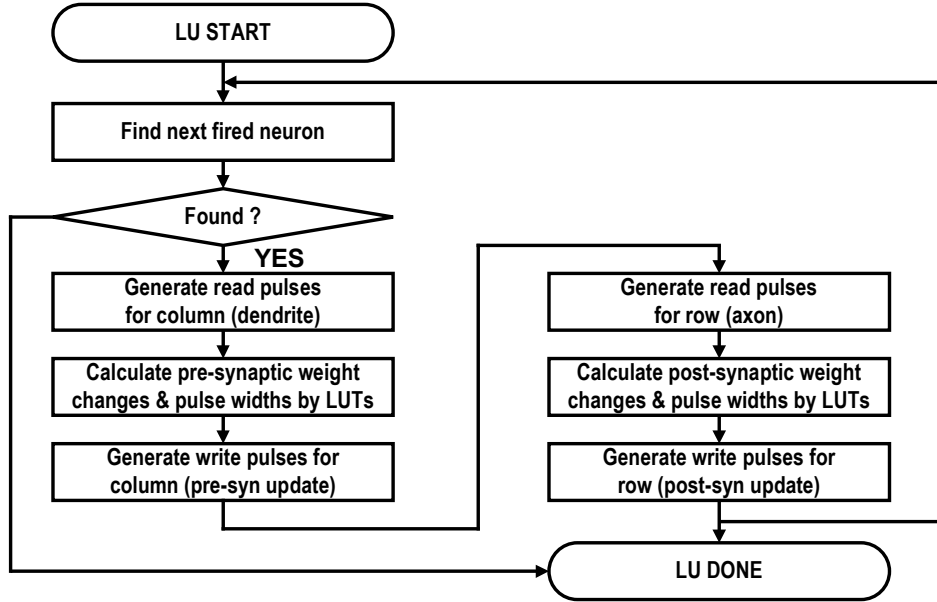 LU START
Find next fired neuron
Found ?
YES
Generate read pulses
for column (dendrite)
Calculate pre-synaptic weight
changes & pulse widths by LUTs
Generate write pulses for
column (pre-syn update)
Generate read pulses
for row (axon)
Calculate post-synaptic weight
changes & pulse widths by LUTs
Generate write pulses for
row (post-syn update)
LU DONE